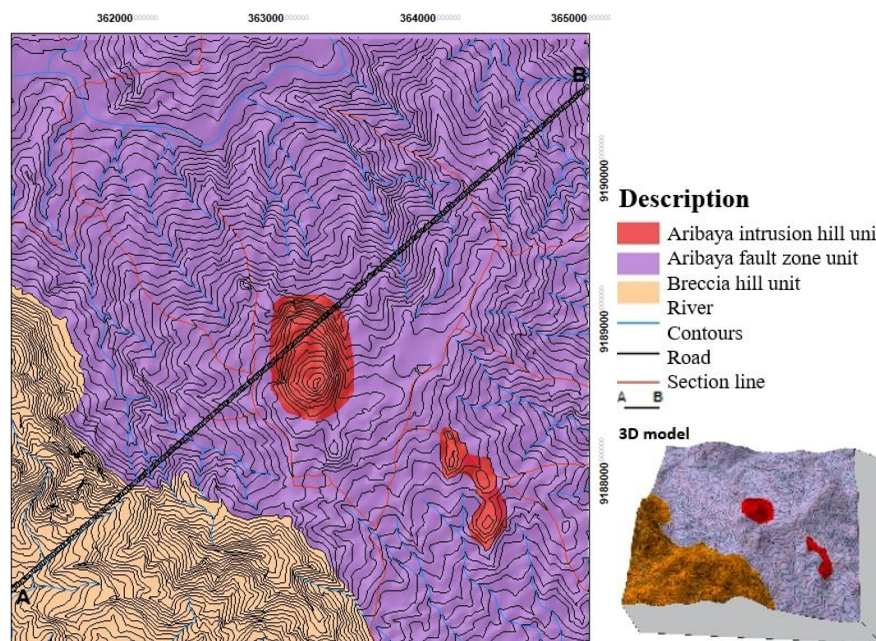 362000 363000 364000 365000
B
9190000
9189000
9188000
A
Description
Aribaya intrusion hill uni
Aribaya fault zone unit
Breccia hill unit
River
Contours
Road
Section line
A B
3D model